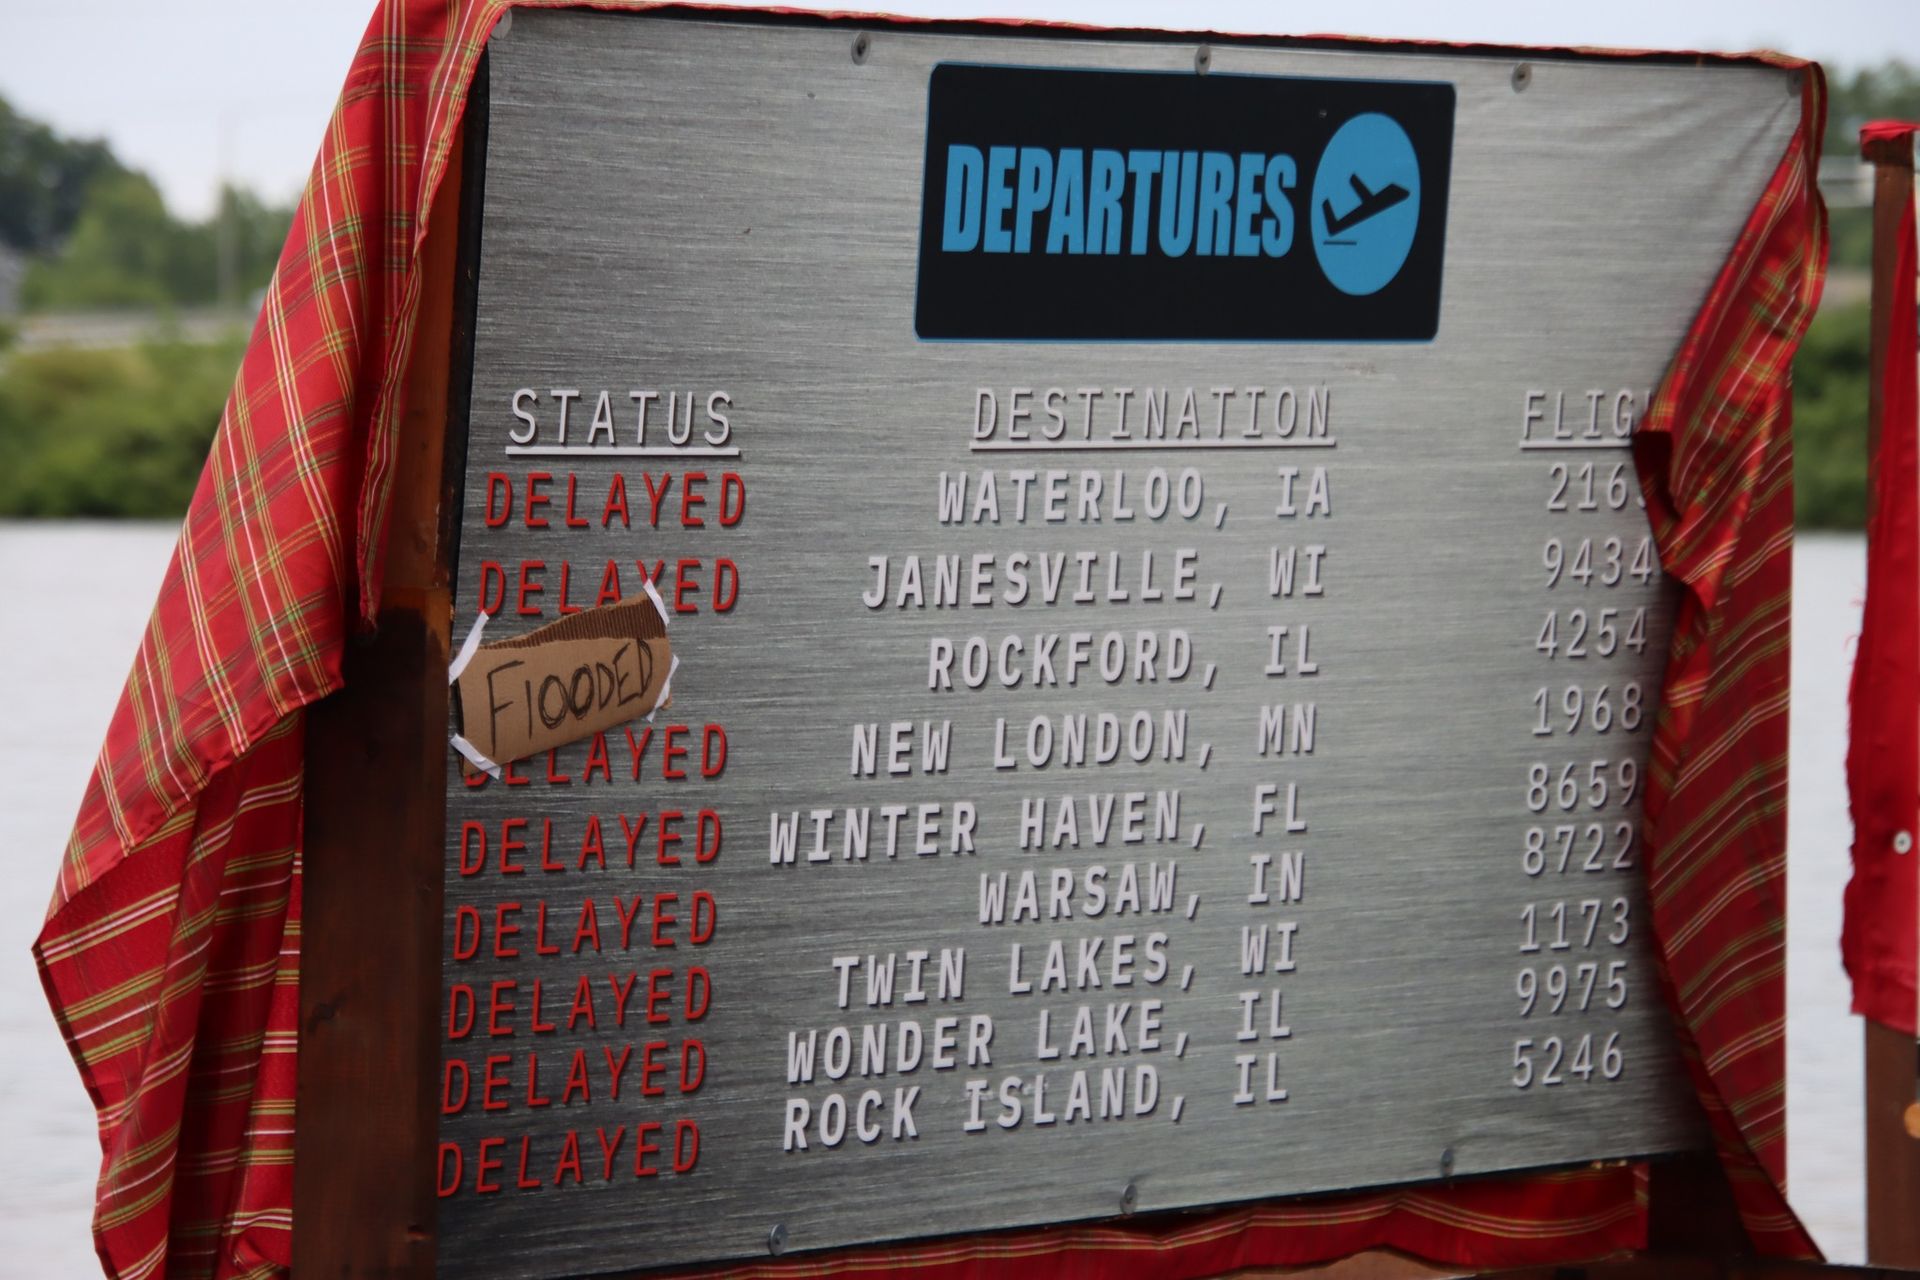 DEPARTURES
STATUS DESTINATION FLIG
DELAYED WATERLOO, IA 216
DELAYED JANESVILLE, WI 9434
FlOODED ROCKFORD, IL 4254
DELAYED NEW LONDON, MN 1968
DELAYED WINTER HAVEN, FL 8659
DELAYED WARSAW, IN 8722
DELAYED TWIN LAKES, WI 1173
DELAYED WONDER LAKE, IL 9975
DELAYED ROCK ISLAND, IL 5246